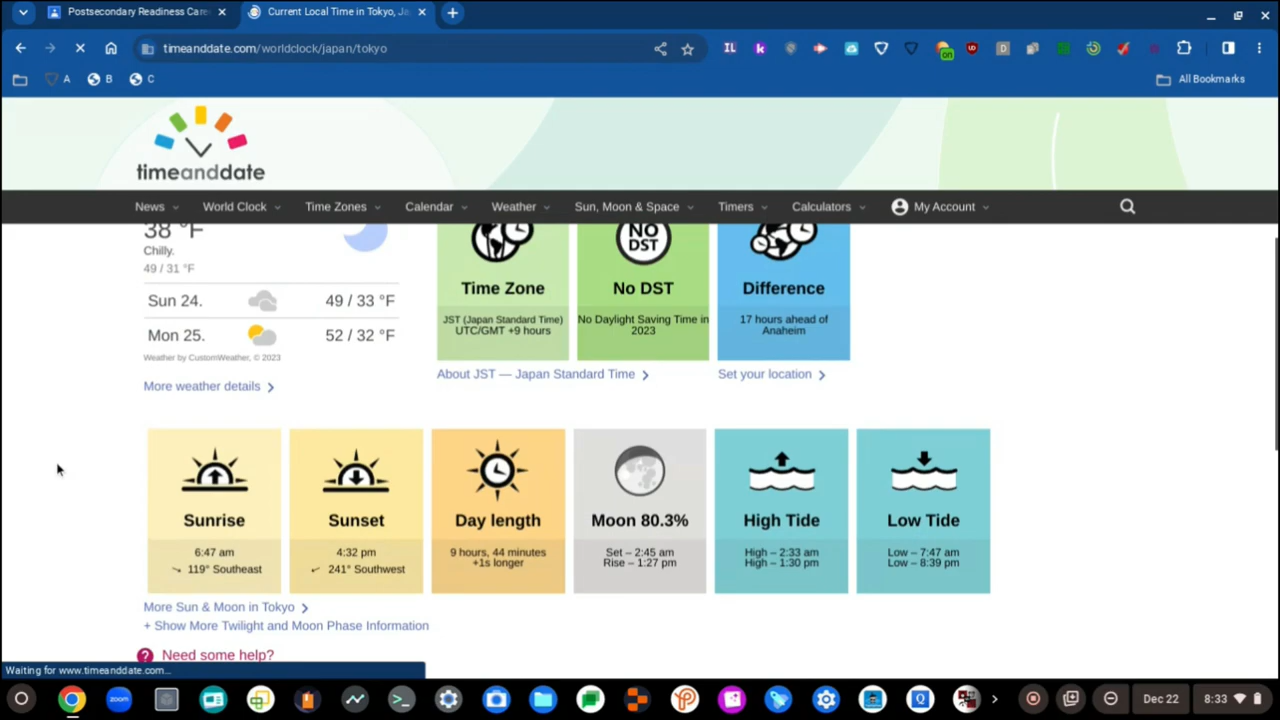 Postsecondary Readiness Care
Current Local Time in Tokyo, Ja
timeanddate.com/worldclock/japan/tokyo
IL
k
UD
D
on
A
B
C
All Bookmarks
timeanddate
News
World Clock
Time Zones
Calendar
Weather
Sun, Moon & Space
Timers
Calculators
My Account
38 °F
Chilly.
49 / 31 °F
Sun 24.
49 / 33 °F
Mon 25.
52 / 32 °F
Weather by CustomWeather, © 2023
More weather details
Time Zone
JST (Japan Standard Time)
UTC/GMT +9 hours
NO
DST
No DST
No Daylight Saving Time in
2023
Difference
17 hours ahead of
Anaheim
About JST — Japan Standard Time
Set your location
Sunrise
6:47 am
119° Southeast
Sunset
4:32 pm
241° Southwest
Day length
9 hours, 44 minutes
+1s longer
Moon 80.3%
Set – 2:45 am
Rise – 1:27 pm
High Tide
High – 2:33 am
High – 1:30 pm
Low Tide
Low – 7:47 am
Low – 8:39 pm
More Sun & Moon in Tokyo
+ Show More Twilight and Moon Phase Information
? Need some help?
Waiting for www.timeanddate.com...
zoom
Q
Dec 22
8:33